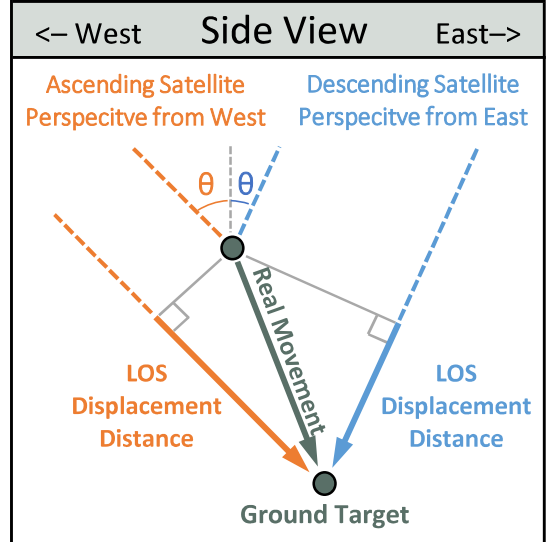 <– West Side View East–>
Ascending Satellite
Perspecitve from West
Descending Satellite
Perspecitve from East
θ θ
Real Movement
LOS
Displacement
Distance
LOS
Displacement
Distance
Ground Target